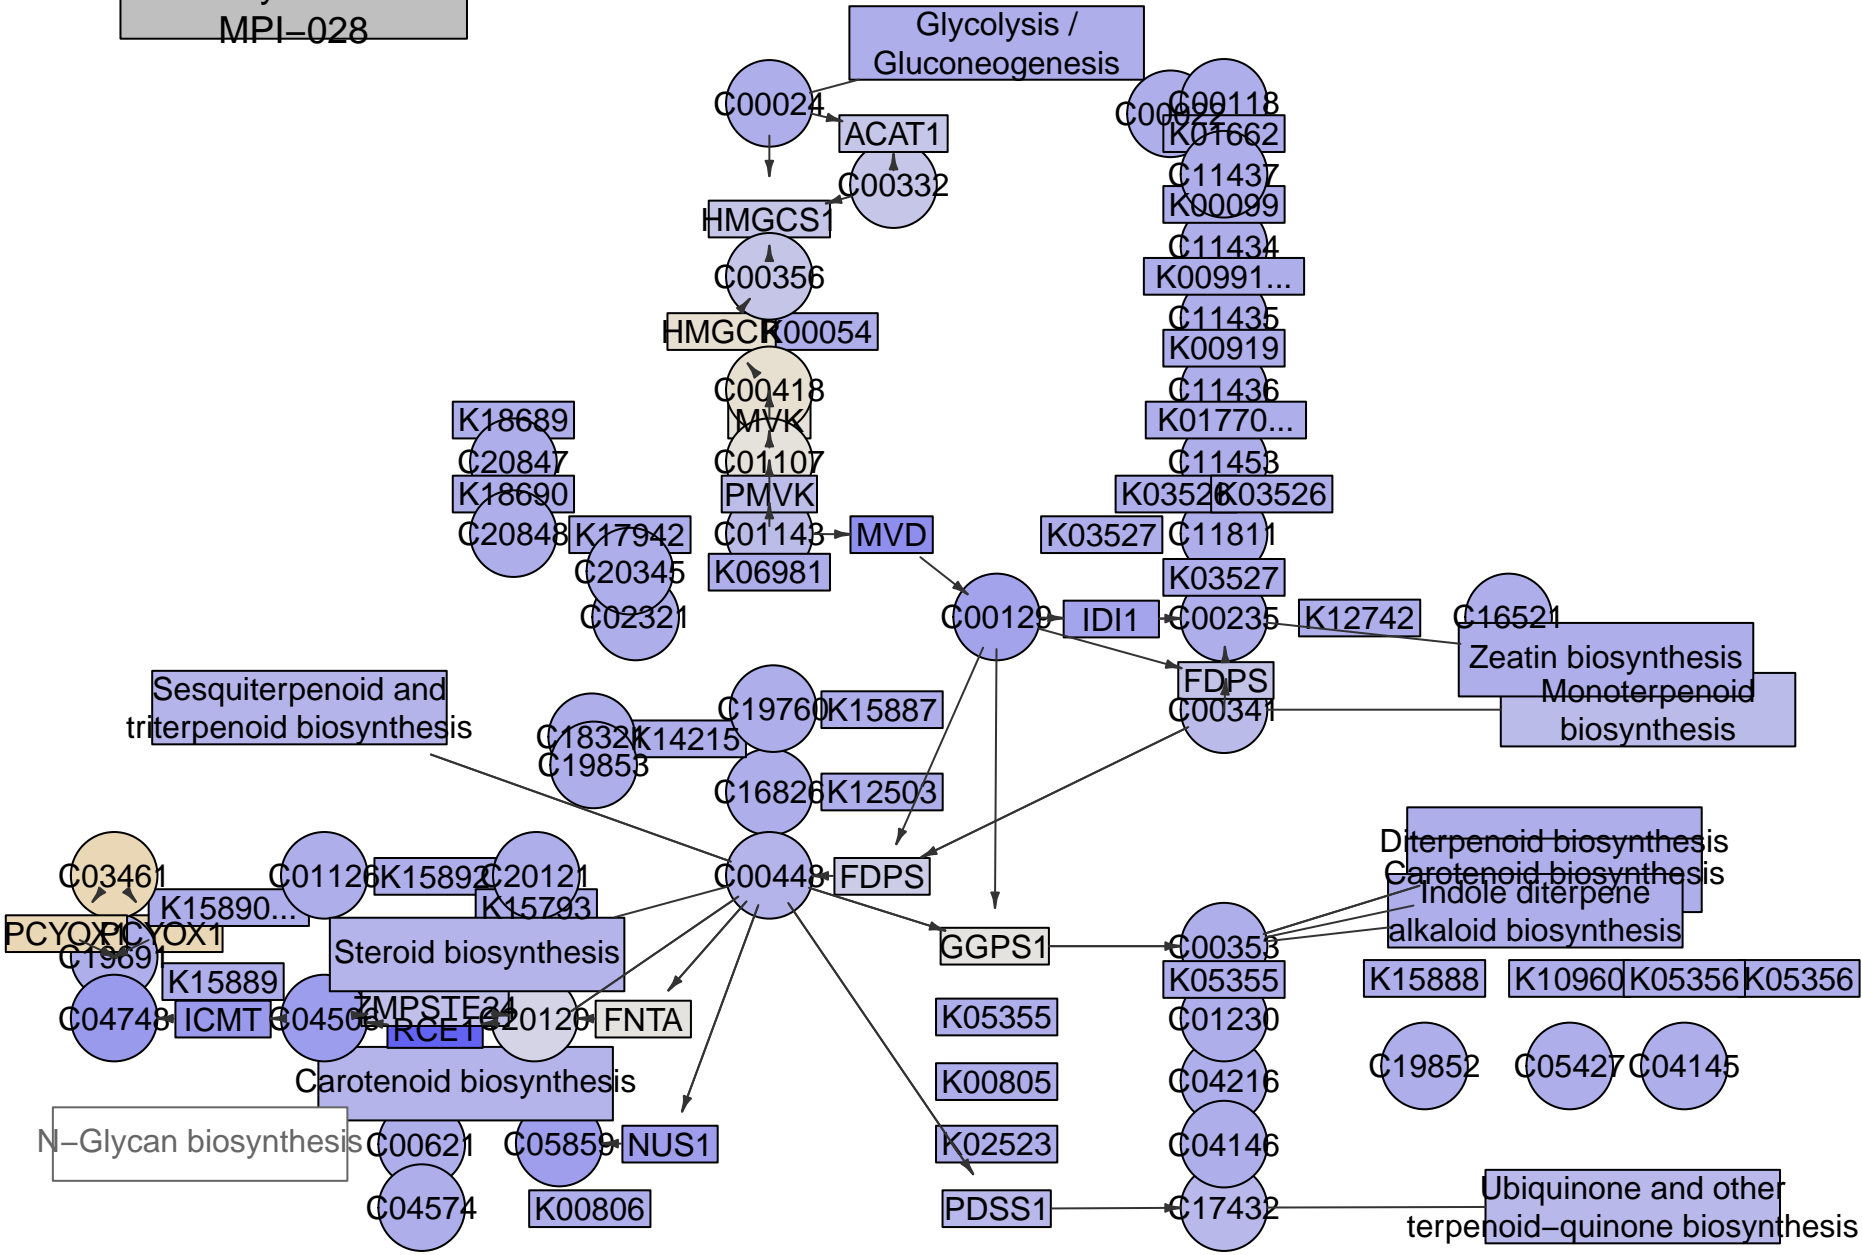 MPI−028
Glycolysis /
Gluconeogenesis
C00024
C00118
C00022
ACAT1
K01662
C00332
C11437
HMGCS1
K00099
C11434
C00356
K00991...
C11435
HMGCR
K00054
K00919
C00418
C11436
K18689
MVK
K01770...
C20847
C01107
C11453
K18690
PMVK
K03526
K03526
C20848
K17942
C01143
MVD
K03527
C11811
C20345
K06981
K03527
C02321
C00129
IDI1
C00235
K12742
C16521
Zeatin biosynthesis
FDPS
Sesquiterpenoid and
triterpenoid biosynthesis
Monoterpenoid
biosynthesis
C19760
K15887
C00341
C18324
K14215
C19853
C16826
K12503
Diterpenoid biosynthesis
Carotenoid biosynthesis
Indole diterpene
alkaloid biosynthesis
C03461
C01126
K15892
C20121
C00448
FDPS
K15890...
K15793
PCYOX1
PCYOX1
C19691
Steroid biosynthesis
GGPS1
C00353
K15889
K05355
K15888
K10960
K05356
K05356
C04748
ICMT
C04506
ZMPSTE24
RCE1
C20120
FNTA
K05355
C01230
C19852
C05427
C04145
Carotenoid biosynthesis
K00805
C04216
N−Glycan biosynthesis
C00621
C05859
NUS1
K02523
C04146
C04574
K00806
PDSS1
C17432
Ubiquinone and other
terpenoid−quinone biosynthesis